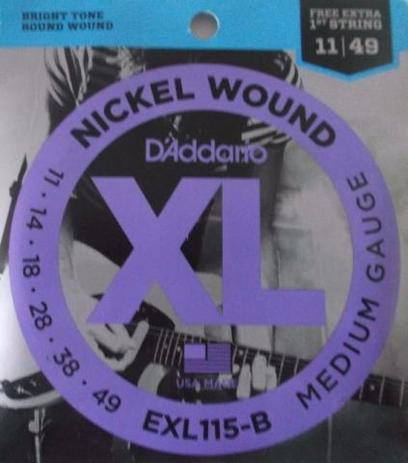 BRIGHT TONE
ROUND WOUND
FREE EXTRA
1ST STRING
11|49
NICKEL WOUND
D'Addario
XL
11 · 14 · 18 · 28 · 38 · 49
MEDIUM GAUGE
USA MADE
EXL115-B